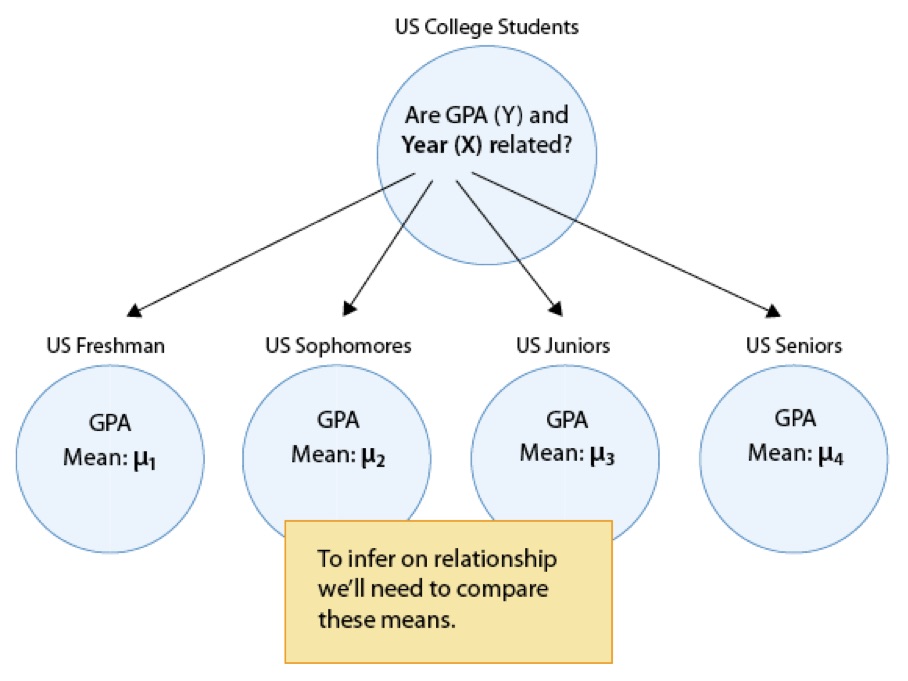 US College Students
Are GPA (Y) and
Year (X) related?
US Freshman
US Sophomores
US Juniors
US Seniors
GPA
Mean: μ₁
GPA
Mean: μ₂
GPA
Mean: μ₃
GPA
Mean: μ₄
To infer on relationship
we'll need to compare
these means.